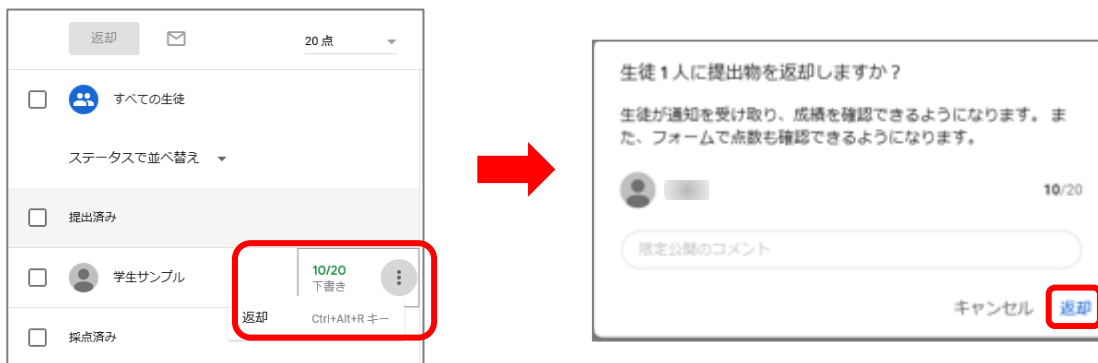 返却
20 点
すべての生徒
ステータスで並べ替え
提出済み
学生サンプル
10/20
下書き
返却 Ctrl+Alt+R キー
採点済み
生徒 1 人に提出物を返却しますか？
生徒が通知を受け取り、成績を確認できるようになります。 ま
た、フォームで点数も確認できるようになります。
10/20
限定公開のコメント
キャンセル 返却